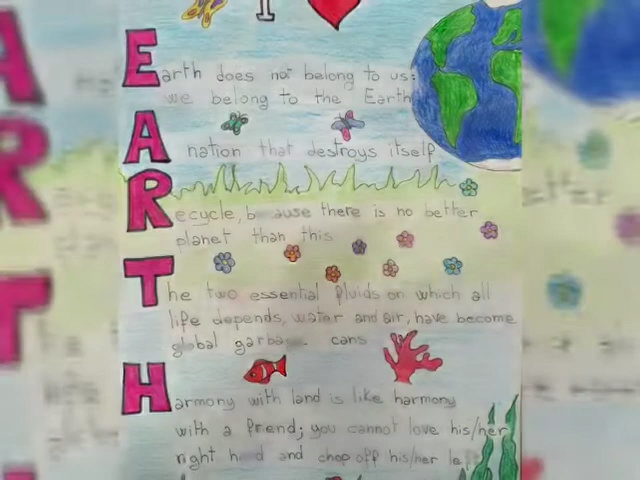 I
Earth does not belong to us:
we belong to the Earth
A nation that destroys itself
Recycle, because there is no better
planet than this
The two essential fluids on which all
life depends, water and air, have become
global garbage cans
Harmony with land is like harmony
with a friend; you cannot love his/her
right hand and chop off his/her